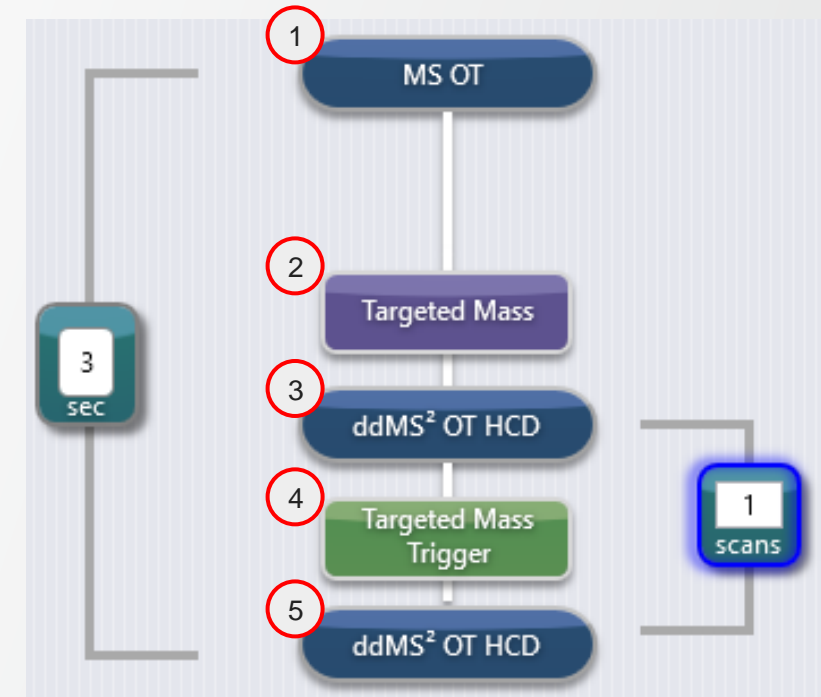 1
MS OT
2
Targeted Mass
3
sec
3
ddMS² OT HCD
4
Targeted Mass
Trigger
1
scans
5
ddMS² OT HCD